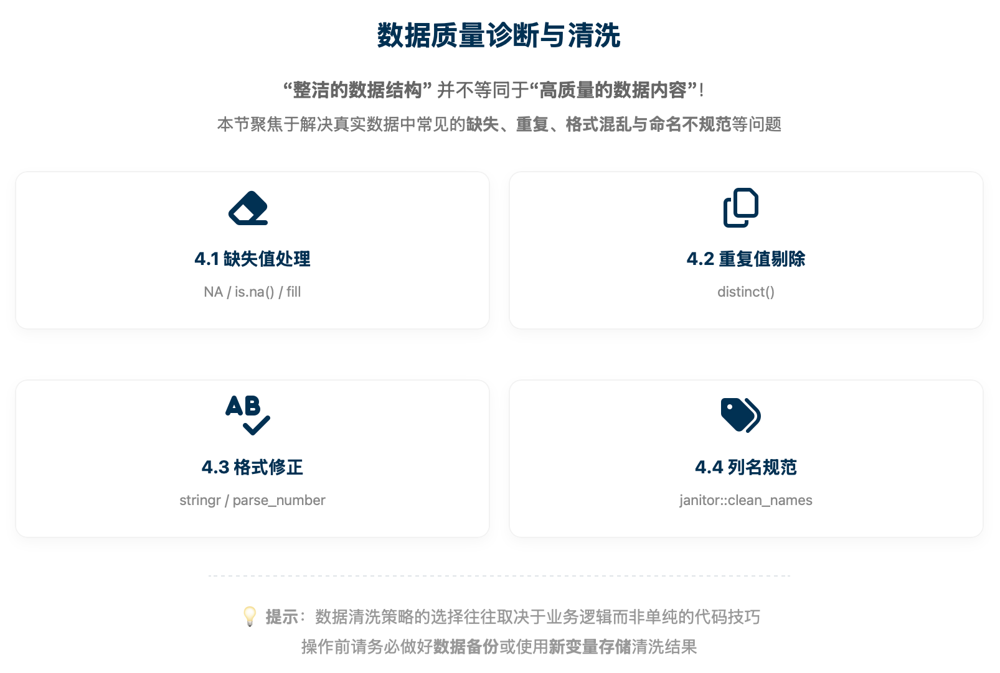 数据质量诊断与清洗
“整洁的数据结构” 并不等同于“高质量的数据内容”！
本节聚焦于解决真实数据中常见的缺失、重复、格式混乱与命名不规范等问题
4.1 缺失值处理
NA / is.na() / fill
4.2 重复值剔除
distinct()
AB
4.3 格式修正
stringr / parse_number
4.4 列名规范
janitor::clean_names
提示：数据清洗策略的选择往往取决于业务逻辑而非单纯的代码技巧
操作前请务必做好数据备份或使用新变量存储清洗结果